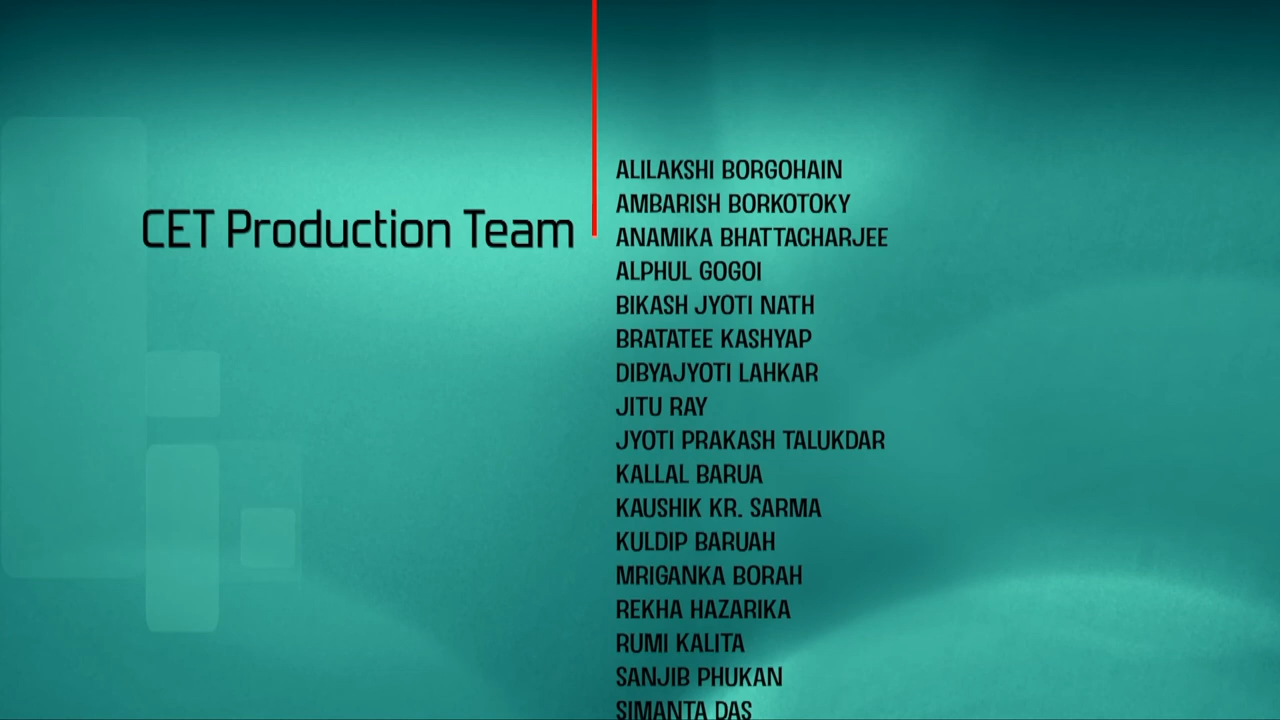 CET Production Team
ALILAKSHI BORGOHAIN
AMBARISH BORKOTOKY
ANAMIKA BHATTACHARJEE
ALPHUL GOGOI
BIKASH JYOTI NATH
BRATATEE KASHYAP
DIBYAJYOTI LAHKAR
JITU RAY
JYOTI PRAKASH TALUKDAR
KALLAL BARUA
KAUSHIK KR. SARMA
KULDIP BARUAH
MRIGANKA BORAH
REKHA HAZARIKA
RUMI KALITA
SANJIB PHUKAN
SIMANTA DAS